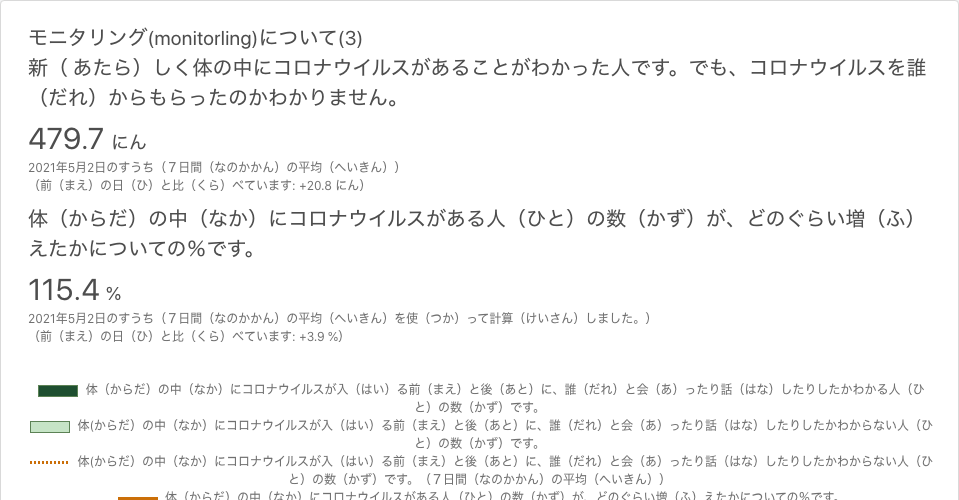 モニタリング(monitorling)について(3)
新（ あたら）しく体の中にコロナウイルスがあることがわかった人です。でも、コロナウイルスを誰
（だれ）からもらったのかわかりません。
479.7 にん
2021年5月2日のすうち（７日間（なのかかん）の平均（へいきん））
（前（まえ）の日（ひ）と比（くら）べています: +20.8 にん）
体（からだ）の中（なか）にコロナウイルスがある人（ひと）の数（かず）が、どのぐらい増（ふ）
えたかについての％です。
115.4 %
2021年5月2日のすうち（７日間（なのかかん）の平均（へいきん）を使（つか）って計算（けいさん）しました。）
（前（まえ）の日（ひ）と比（くら）べています: +3.9 %）
体（からだ）の中（なか）にコロナウイルスが入（はい）る前（まえ）と後（あと）に、誰（だれ）と会（あ）ったり話（はな）したりしたかわかる人（ひ
と）の数（かず）です。
体(からだ）の中（なか）にコロナウイルスが入（はい）る前（まえ）と後（あと）に、誰（だれ）と会（あ）ったり話（はな）したりしたかわからない人（ひ
と）の数（かず）です。
体(からだ）の中（なか）にコロナウイルスが入（はい）る前（まえ）と後（あと）に、誰（だれ）と会（あ）ったり話（はな）したりしたかわからない人（ひ
と）の数（かず）です。（７日間（なのかかん）の平均（へいきん））
体（からだ）の中（なか）にコロナウイルスがある人（ひと）の数（かず）が、どのぐらい増（ふ）えたかについての％です。